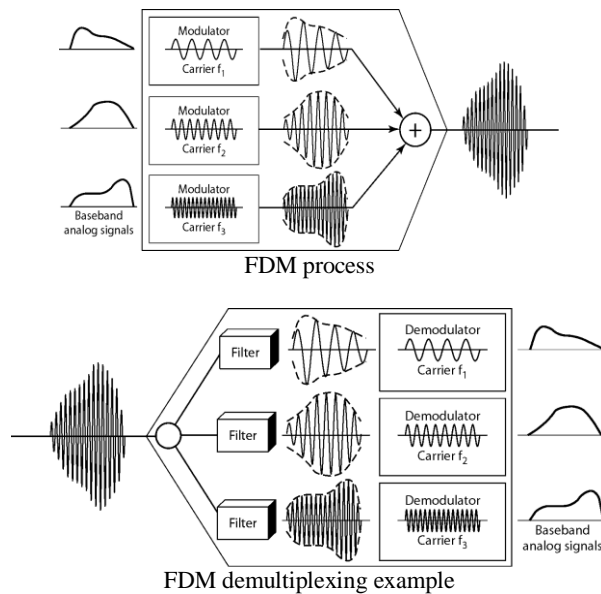 Modulator
Carrier f1
Modulator
Carrier f2
+
Modulator
Carrier f3
Baseband
analog signals
FDM process
Filter
Demodulator
Carrier f1
Filter
Demodulator
Carrier f2
Filter
Demodulator
Carrier f3
Baseband
analog signals
FDM demultiplexing example